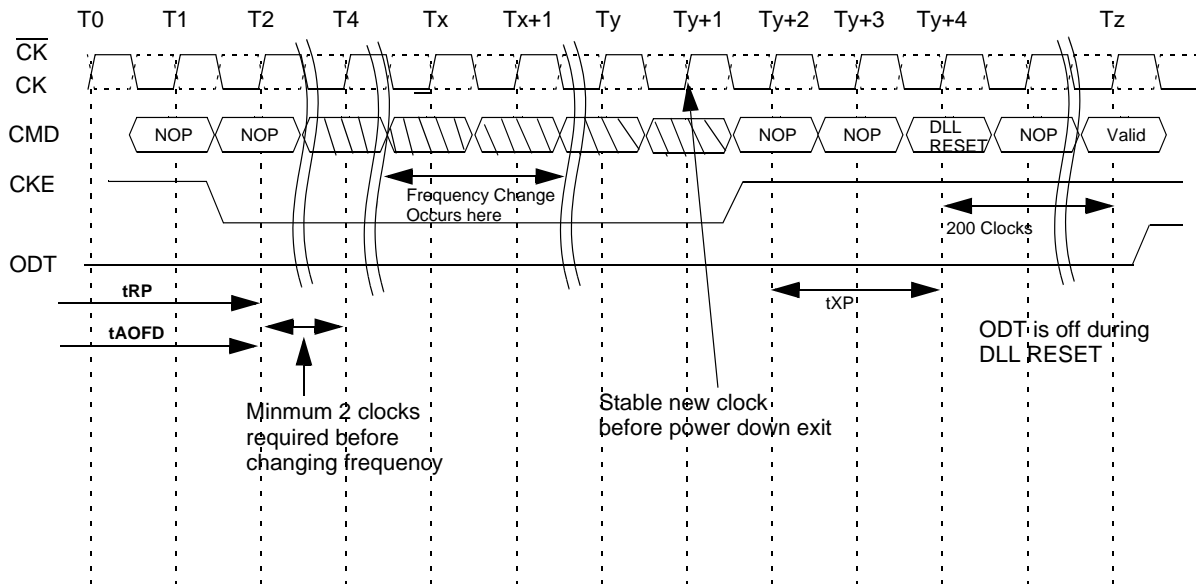 T0 T1 T2 T4 Tx Tx+1 Ty Ty+1 Ty+2 Ty+3 Ty+4 Tz
CK
CK
CMD NOP NOP NOP NOP DLL RESET NOP Valid
CKE
Frequency Change
Occurs here
200 Clocks
ODT
tRP
tXP
tAOFD
ODT is off during
DLL RESET
Minmum 2 clocks
required before
changing frequency
Stable new clock
before power down exit